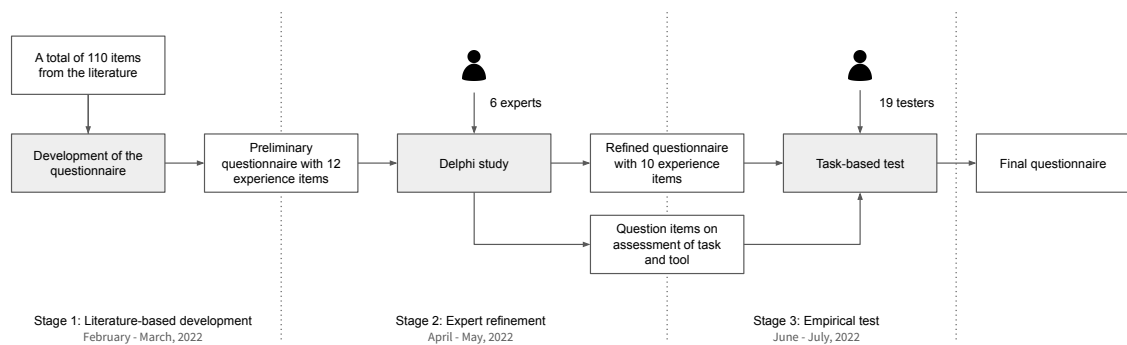 A total of 110 items
from the literature
6 experts
19 testers
Development of the
questionnaire
Preliminary
questionnaire with 12
experience items
Delphi study
Refined questionnaire
with 10 experience
items
Task-based test
Final questionnaire
Question items on
assessment of task
and tool
Stage 1: Literature-based development
February - March, 2022
Stage 2: Expert refinement
April - May, 2022
Stage 3: Empirical test
June - July, 2022